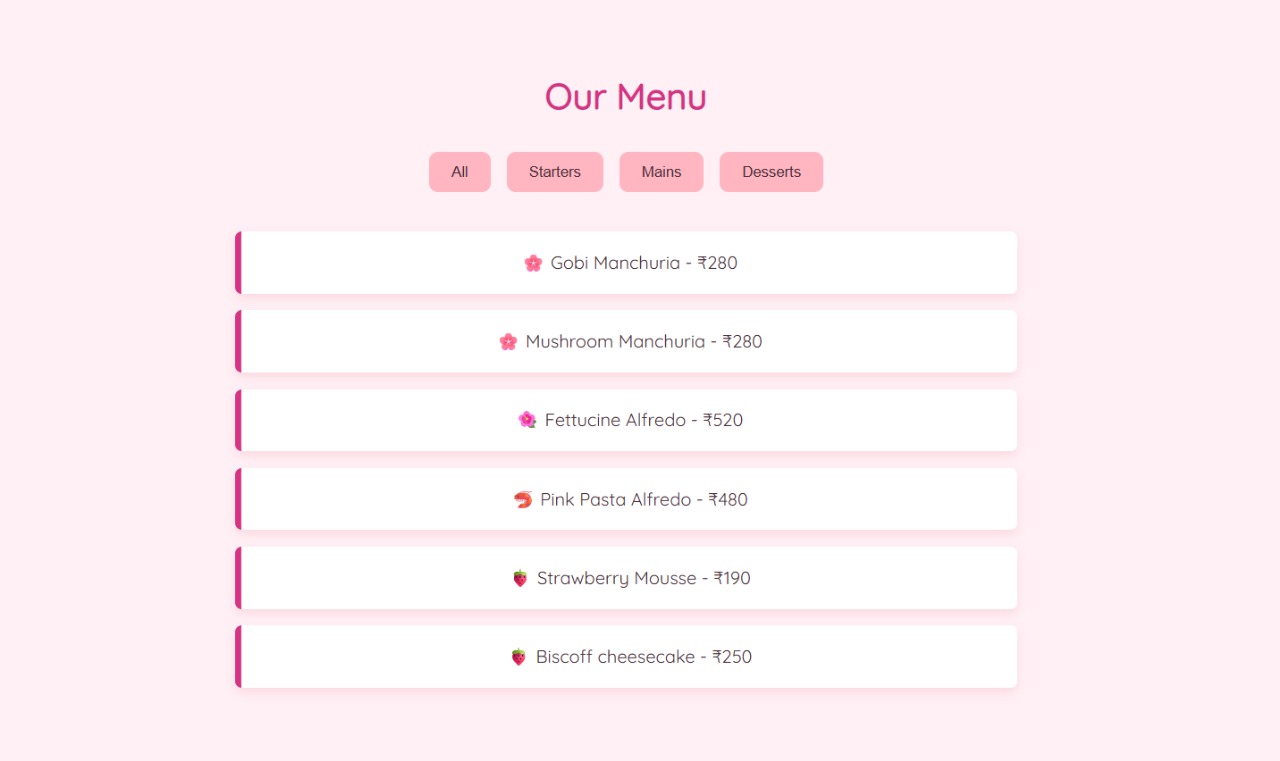 Our Menu
All Starters Mains Desserts
🌸 Gobi Manchuria - ₹280
🌸 Mushroom Manchuria - ₹280
🌺 Fettucine Alfredo - ₹520
🦐 Pink Pasta Alfredo - ₹480
🍓 Strawberry Mousse - ₹190
🍓 Biscoff cheesecake - ₹250